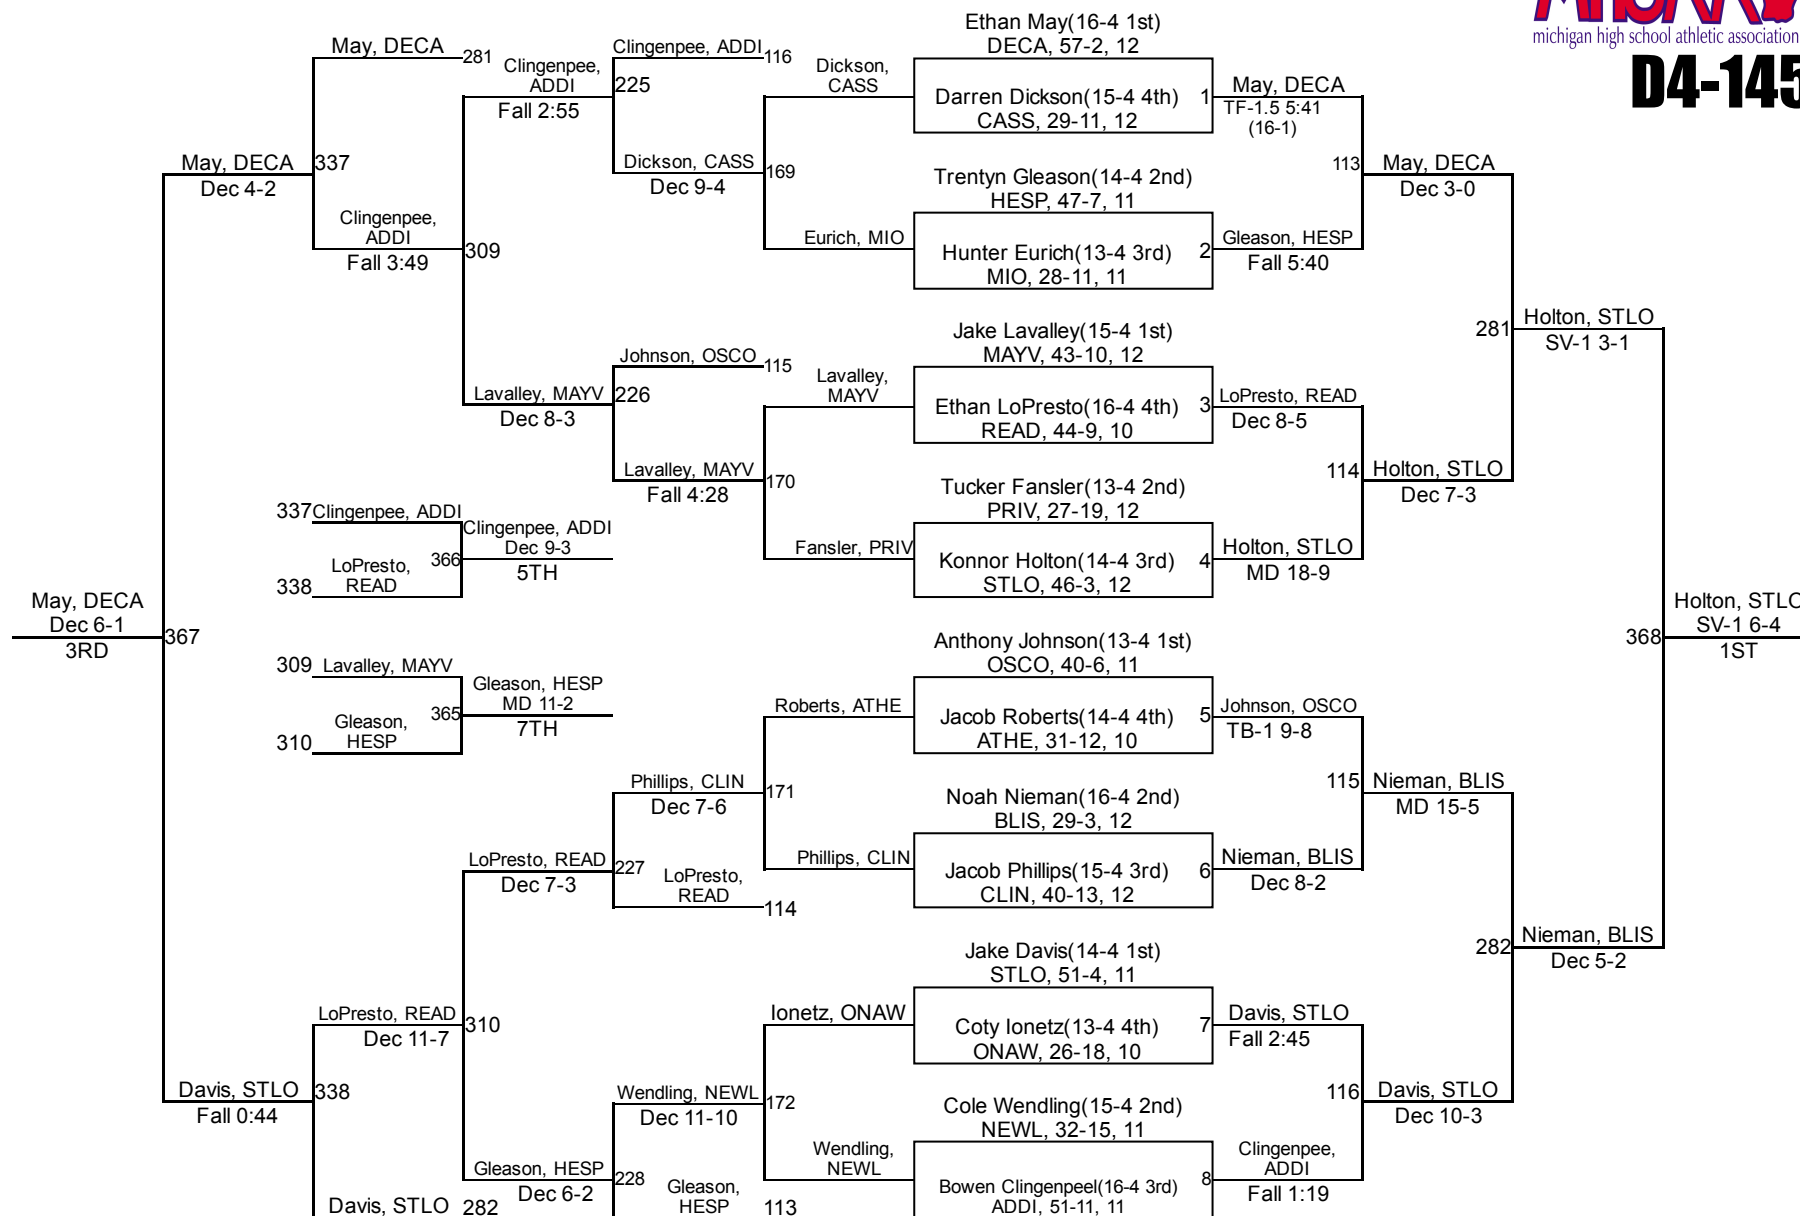 michigan high school athletic association
D4-145
Ethan May(16-4 1st)
DECA, 57-2, 12
Darren Dickson(15-4 4th)
CASS, 29-11, 12
1
Trentyn Gleason(14-4 2nd)
HESP, 47-7, 11
Hunter Eurich(13-4 3rd)
MIO, 28-11, 11
2
Jake Lavalley(15-4 1st)
MAYV, 43-10, 12
Ethan LoPresto(16-4 4th)
READ, 44-9, 10
3
Tucker Fansler(13-4 2nd)
PRIV, 27-19, 12
Konnor Holton(14-4 3rd)
STLO, 46-3, 12
4
Anthony Johnson(13-4 1st)
OSCO, 40-6, 11
Jacob Roberts(14-4 4th)
ATHE, 31-12, 10
5
Noah Nieman(16-4 2nd)
BLIS, 29-3, 12
Jacob Phillips(15-4 3rd)
CLIN, 40-13, 12
6
Jake Davis(14-4 1st)
STLO, 51-4, 11
Coty Ionetz(13-4 4th)
ONAW, 26-18, 10
7
Cole Wendling(15-4 2nd)
NEWL, 32-15, 11
Bowen Clingenpeel(16-4 3rd)
ADDI, 51-11, 11
8
May, DECA
TF-1.5 5:41
(16-1)
Gleason, HESP
Fall 5:40
LoPresto, READ
Dec 8-5
Holton, STLO
MD 18-9
Johnson, OSCO
TB-1 9-8
Nieman, BLIS
Dec 8-2
Davis, STLO
Fall 2:45
Clingenpee,
ADDI
Fall 1:19
113
May, DECA
Dec 3-0
114
Holton, STLO
Dec 7-3
115
Nieman, BLIS
MD 15-5
116
Davis, STLO
Dec 10-3
281
Holton, STLO
SV-1 3-1
282
Nieman, BLIS
Dec 5-2
368
Holton, STLO
SV-1 6-4
1ST
Dickson,
CASS
Eurich, MIO
Lavalley,
MAYV
Fansler, PRIV
Roberts, ATHE
Phillips, CLIN
Ionetz, ONAW
Wendling,
NEWL
Clingenpee, ADDI
116
Dickson, CASS
169
Dec 9-4
Johnson, OSCO
115
Lavalley, MAYV
170
Fall 4:28
Phillips, CLIN
171
Dec 7-6
LoPresto,
READ
114
Wendling, NEWL
172
Dec 11-10
Gleason,
HESP
113
Clingenpee,
ADDI
225
Fall 2:55
Lavalley, MAYV
226
Dec 8-3
LoPresto, READ
227
Dec 7-3
Gleason, HESP
228
Dec 6-2
May, DECA
281
Clingenpee,
ADDI
309
Fall 3:49
LoPresto, READ
310
Dec 11-7
Davis, STLO
282
May, DECA
337
Dec 4-2
Davis, STLO
338
Fall 0:44
337
Clingenpee, ADDI
LoPresto,
READ
338
366
Clingenpee, ADDI
Dec 9-3
5TH
309
Lavalley, MAYV
Gleason,
HESP
310
365
Gleason, HESP
MD 11-2
7TH
May, DECA
Dec 6-1
367
3RD